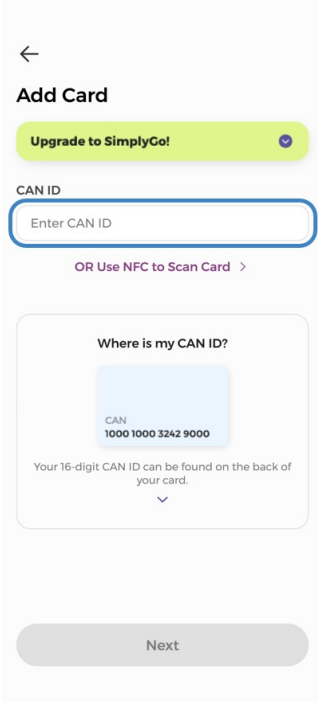 Add Card
Upgrade to SimplyGo!
CAN ID
Enter CAN ID
OR Use NFC to Scan Card
Where is my CAN ID?
CAN
1000 1000 3242 9000
Your 16-digit CAN ID can be found on the back of
your card.
Next